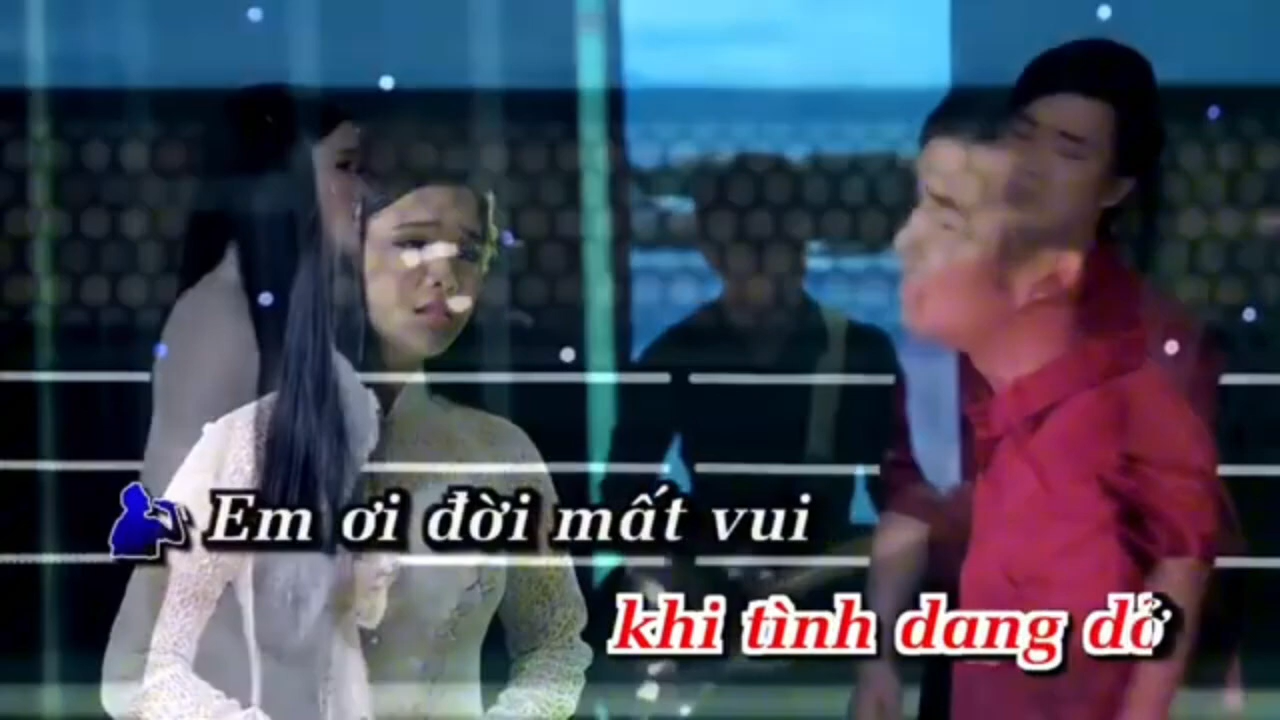 Em ơi đời mất vui
khi tình dang dở